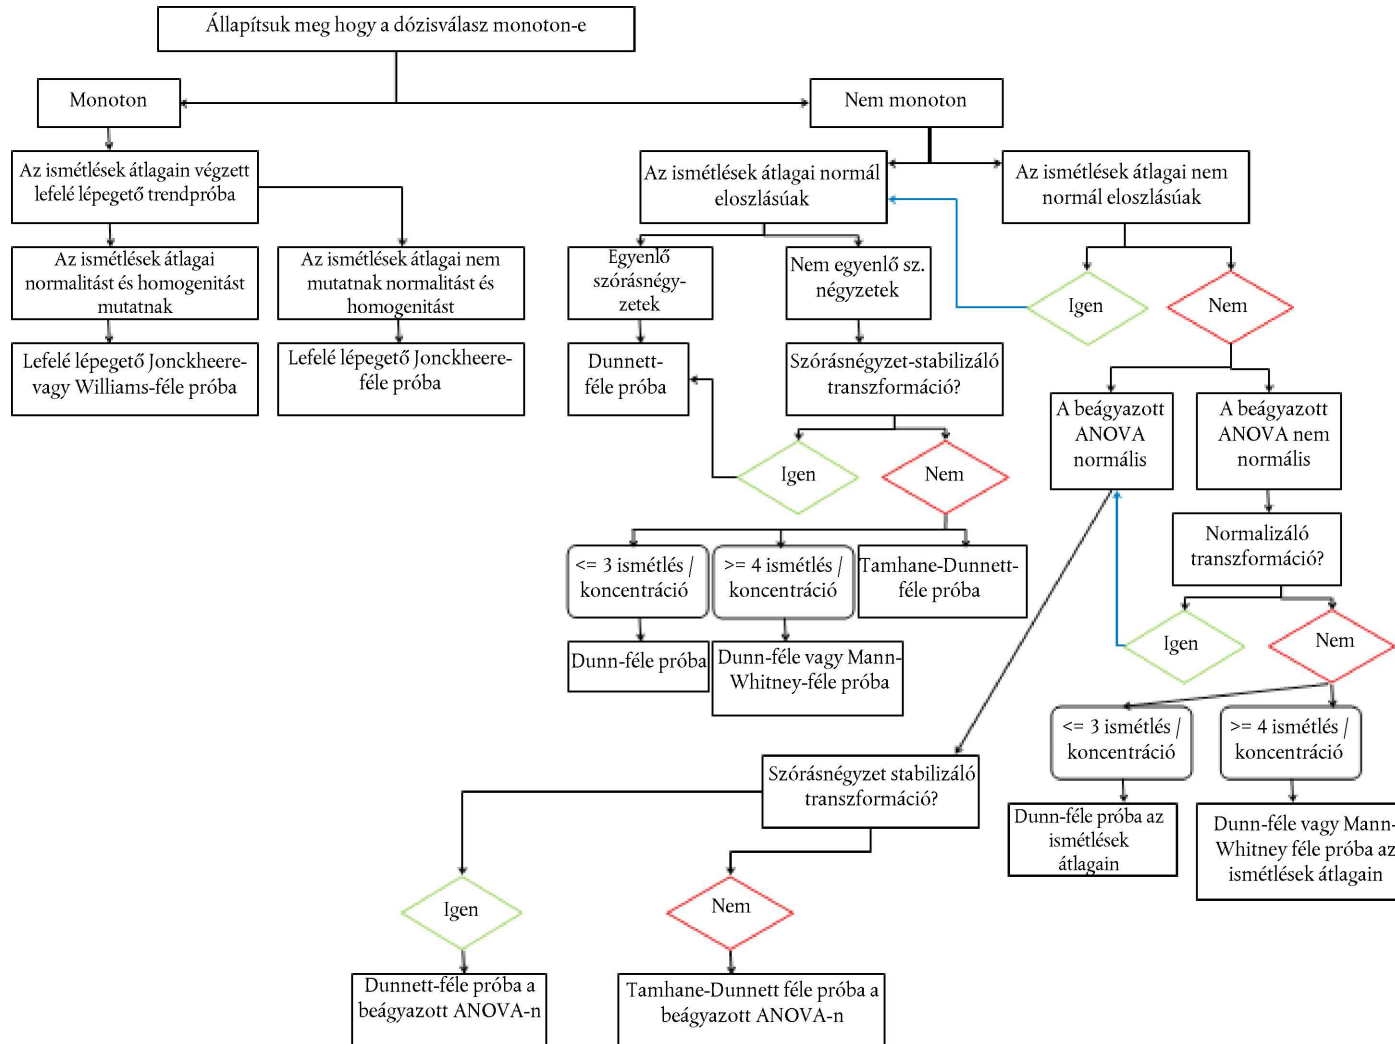 Állapítsuk meg hogy a dózisválasz monoton-e
Monoton
Nem monoton
Az ismétlések átlagain végzett
lefelé lépegető trendpróba
Az ismétlések átlagai normál
eloszlásúak
Az ismétlések átlagai nem
normál eloszlásúak
Az ismétlések átlagai
normalitást és homogenitást
mutatnak
Az ismétlések átlagai nem
mutatnak normalitást és
homogenitást
Egyenlő
szórásnégy-
zetek
Nem egyenlő sz.
négyzetek
Igen
Nem
Lefelé lépegető Jonckheere-
vagy Williams-féle próba
Lefelé lépegető Jonckheere-
féle próba
Dunnett-
féle próba
Szórásnégyzet-stabilizáló
transzformáció?
A beágyazott
ANOVA
normális
A beágyazott
ANOVA nem
normális
Igen
Nem
Normalizáló
transzformáció?
<= 3 ismétlés /
koncentráció
>= 4 ismétlés /
koncentráció
Tamhane-Dunnett-
féle próba
Igen
Nem
Dunn-féle próba
Dunn-féle vagy Mann-
Whitney-féle próba
<= 3 ismétlés /
koncentráció
>= 4 ismétlés /
koncentráció
Szórásnégyzet stabilizáló
transzformáció?
Dunn-féle próba az
ismétlések
átlagain
Dunn-féle vagy Mann-
Whitney féle próba az
ismétlések átlagain
Igen
Nem
Dunnett-féle próba a
beágyazott ANOVA-n
Tamhane-Dunnett féle próba a
beágyazott ANOVA-n